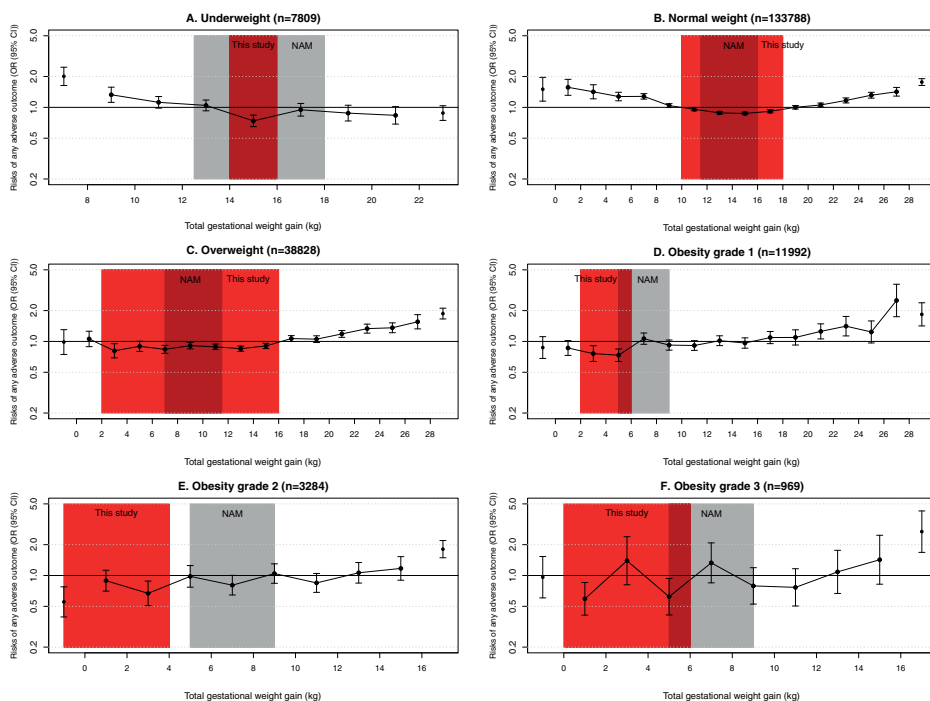 A. Underweight (n=7809)
Risks of any adverse outcome (OR (95% CI))
5.0
2.0
1.0
0.5
0.2
This study
NAM
8 10 12 14 16 18 20 22
Total gestational weight gain (kg)
B. Normal weight (n=133788)
Risks of any adverse outcome (OR (95% CI))
5.0
2.0
1.0
0.5
0.2
NAM
This study
0 2 4 6 8 10 12 14 16 18 20 22 24 26 28
Total gestational weight gain (kg)
C. Overweight (n=38828)
Risks of any adverse outcome (OR (95% CI))
5.0
2.0
1.0
0.5
0.2
NAM
This study
0 2 4 6 8 10 12 14 16 18 20 22 24 26 28
Total gestational weight gain (kg)
D. Obesity grade 1 (n=11992)
Risks of any adverse outcome (OR (95% CI))
5.0
2.0
1.0
0.5
0.2
This study
NAM
0 2 4 6 8 10 12 14 16 18 20 22 24 26 28
Total gestational weight gain (kg)
E. Obesity grade 2 (n=3284)
Risks of any adverse outcome (OR (95% CI))
5.0
2.0
1.0
0.5
0.2
This study
NAM
0 2 4 6 8 10 12 14 16
Total gestational weight gain (kg)
F. Obesity grade 3 (n=969)
Risks of any adverse outcome (OR (95% CI))
5.0
2.0
1.0
0.5
0.2
This study
NAM
0 2 4 6 8 10 12 14 16
Total gestational weight gain (kg)